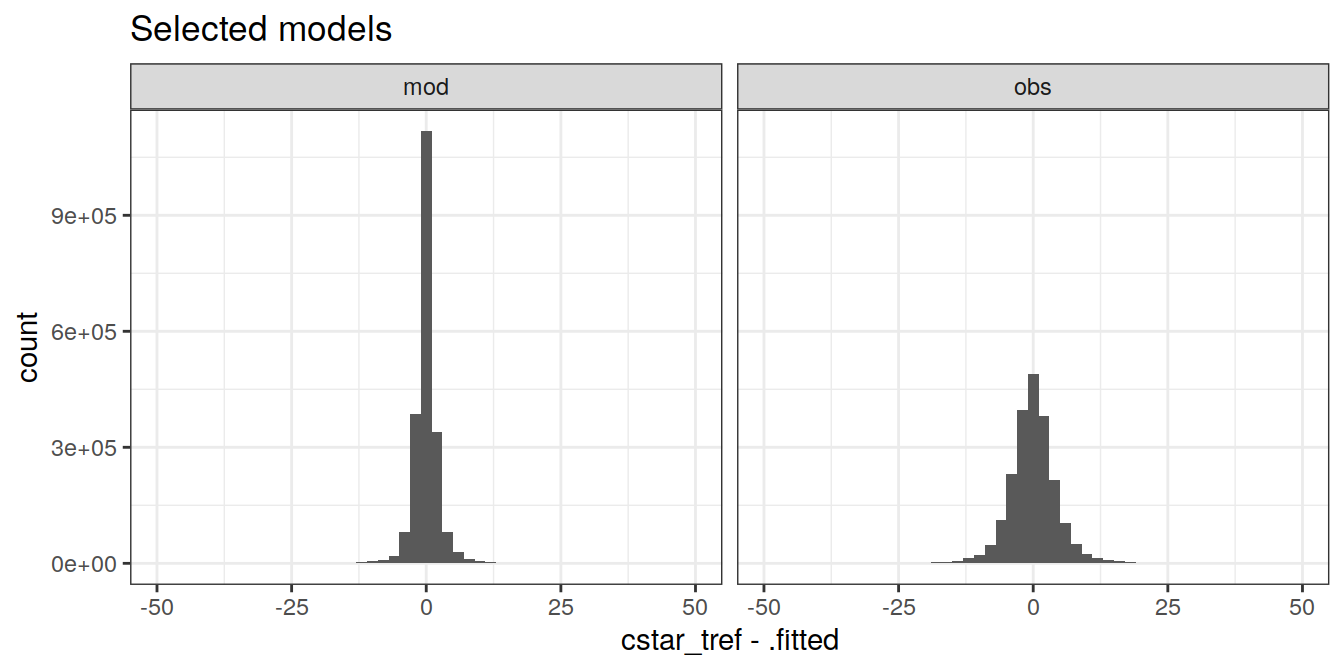 Selected models
mod obs
9e+05
6e+05
3e+05
0e+00
count
-50 -25 0 25 50 -50 -25 0 25 50
cstar_tref - .fitted